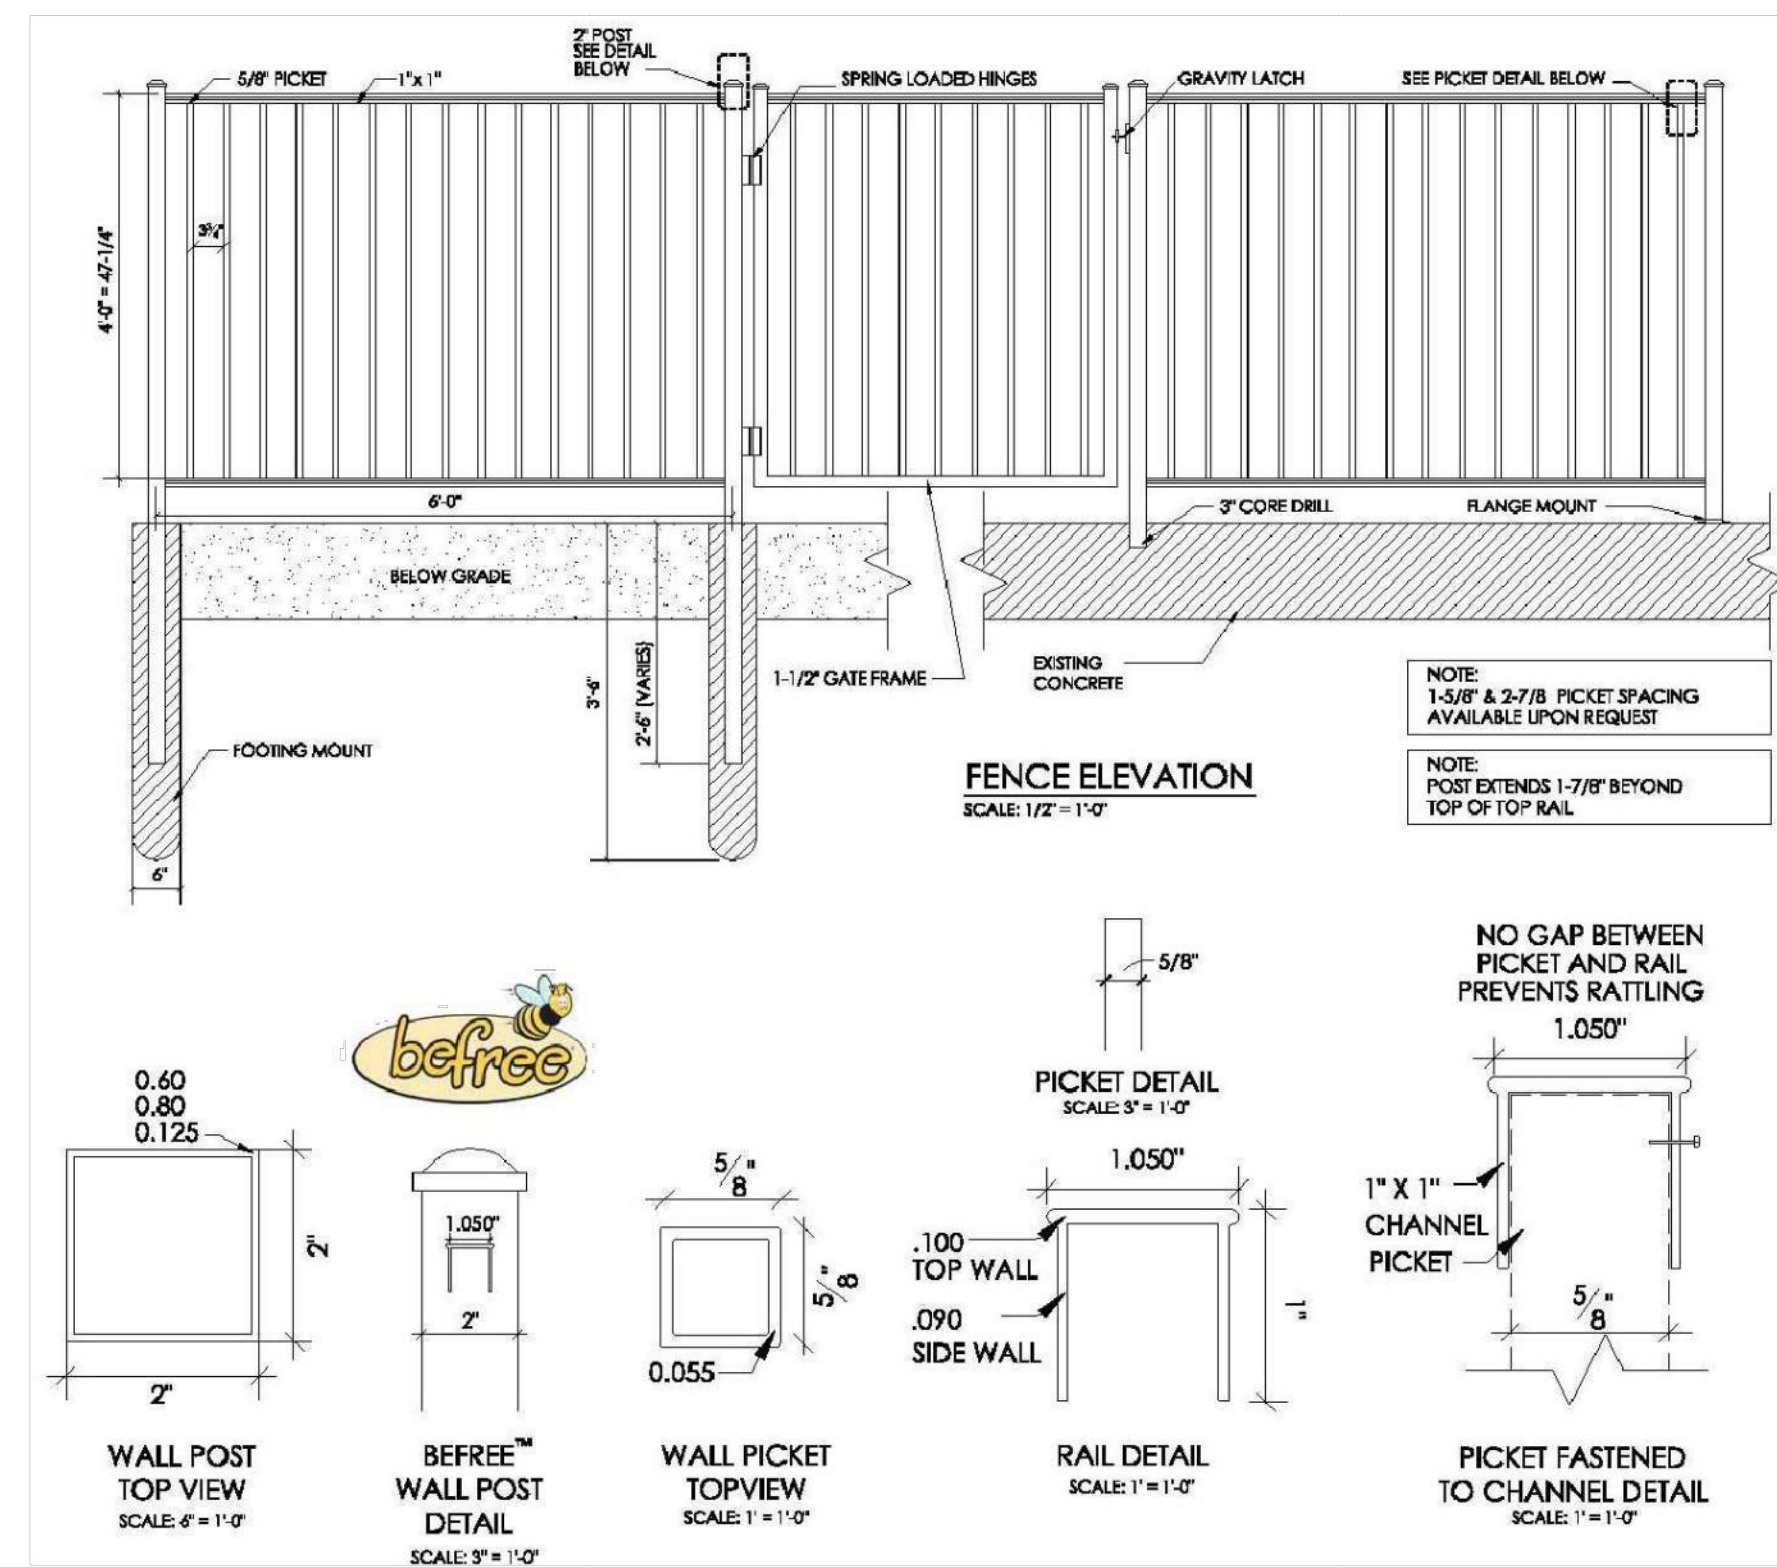 2" POST
SEE DETAIL
BELOW
5/8" PICKET
1"x 1"
SPRING LOADED HINGES
GRAVITY LATCH
SEE PICKET DETAIL BELOW
3¾"
4'-0" = 47-1/4"
6'-0"
3" CORE DRILL
FLANGE MOUNT
BELOW GRADE
3'-6"
2'-6" (VARIES)
1-1/2" GATE FRAME
EXISTING
CONCRETE
FOOTING MOUNT
6"
NOTE:
1-5/8" & 2-7/8 PICKET SPACING
AVAILABLE UPON REQUEST
NOTE:
POST EXTENDS 1-7/8" BEYOND
TOP OF TOP RAIL
FENCE ELEVATION
SCALE: 1/2" = 1'-0"
befree
0.60
0.80
0.125
2"
2"
WALL POST
TOP VIEW
SCALE: 6" = 1'-0"
1.050"
2"
BEFREE™
WALL POST
DETAIL
SCALE: 3" = 1'-0"
5/8"
5/8"
0.055
WALL PICKET
TOPVIEW
SCALE: 1' = 1'-0"
5/8"
PICKET DETAIL
SCALE: 3" = 1'-0"
1.050"
.100
TOP WALL
.090
SIDE WALL
1"
RAIL DETAIL
SCALE: 1' = 1'-0"
NO GAP BETWEEN
PICKET AND RAIL
PREVENTS RATTLING
1.050"
1" X 1"
CHANNEL
PICKET
5/8"
PICKET FASTENED
TO CHANNEL DETAIL
SCALE: 1' = 1'-0"